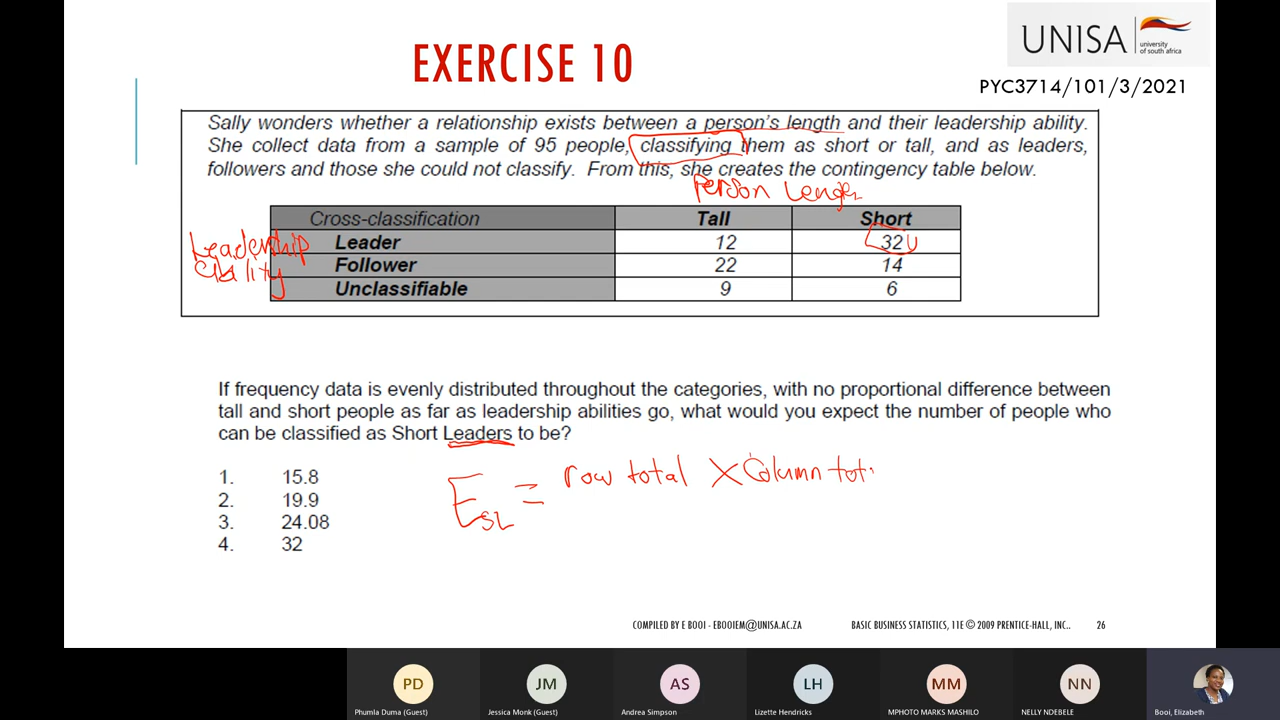 EXERCISE 10
UNISA
university
of south africa
PYC3714/101/3/2021
Sally wonders whether a relationship exists between a person's length and their leadership ability.
She collect data from a sample of 95 people, classifying them as short or tall, and as leaders,
followers and those she could not classify. From this, she creates the contingency table below.
Person
Cross-classification Tall Short
Leadership
Leader 12 32
Follower 22 14
Unclassifiable 9 6
If frequency data is evenly distributed throughout the categories, with no proportional difference between
tall and short people as far as leadership abilities go, what would you expect the number of people who
can be classified as Short Leaders to be?
1. 15.8
2. 19.9
3. 24.08
4. 32
E SL = row total X Column tot
COMPILED BY E BOOI - EBOOIEM@UNISA.AC.ZA
BASIC BUSINESS STATISTICS, 11E © 2009 PRENTICE-HALL, INC..
26
PD JM AS LH MM NN
Phumla Duma (Guest) Jessica Monk (Guest) Andrea Simpson Lizette Hendricks MPHOTO MARKS MASHILO NELLY NDEBELE Booi, Elizabeth